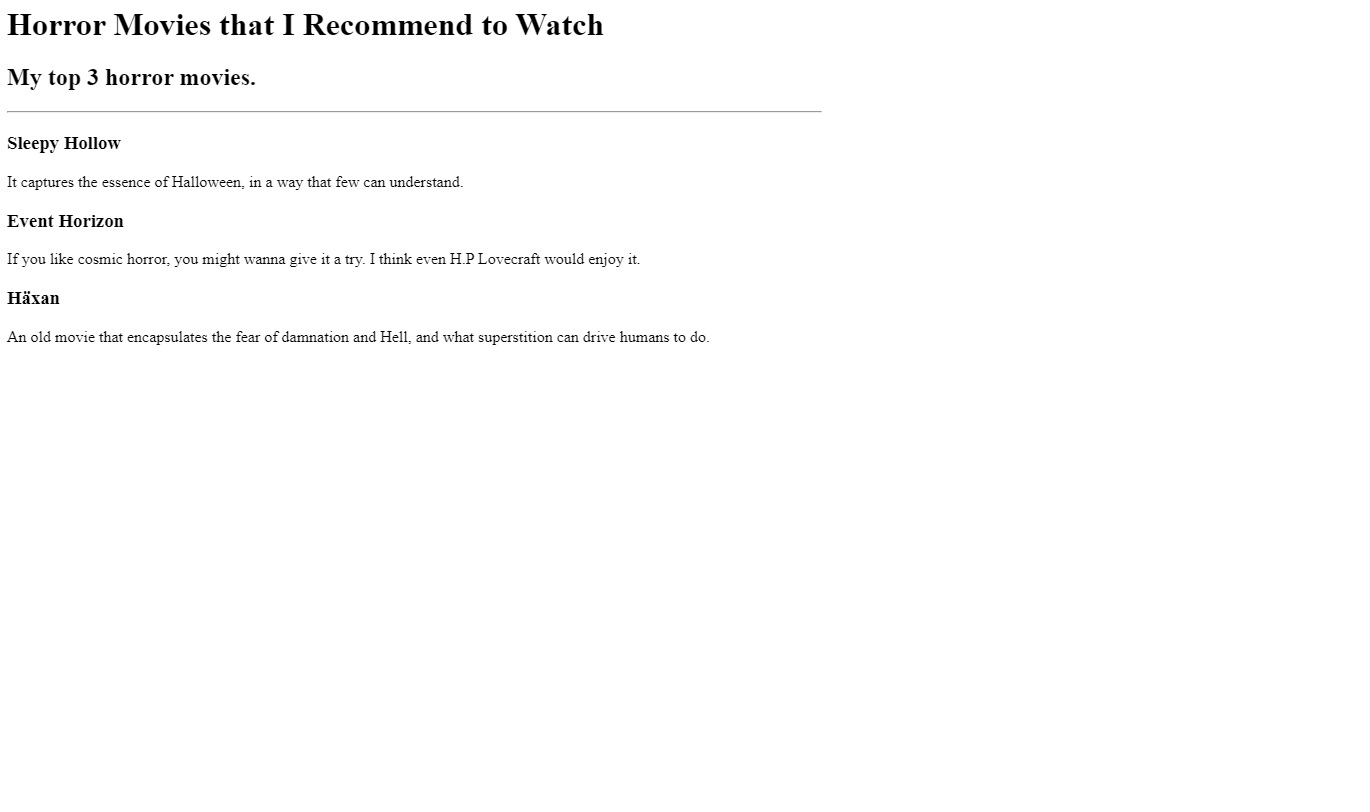 Horror Movies that I Recommend to Watch
My top 3 horror movies.
Sleepy Hollow
It captures the essence of Halloween, in a way that few can understand.
Event Horizon
If you like cosmic horror, you might wanna give it a try. I think even H.P Lovecraft would enjoy it.
Häxan
An old movie that encapsulates the fear of damnation and Hell, and what superstition can drive humans to do.